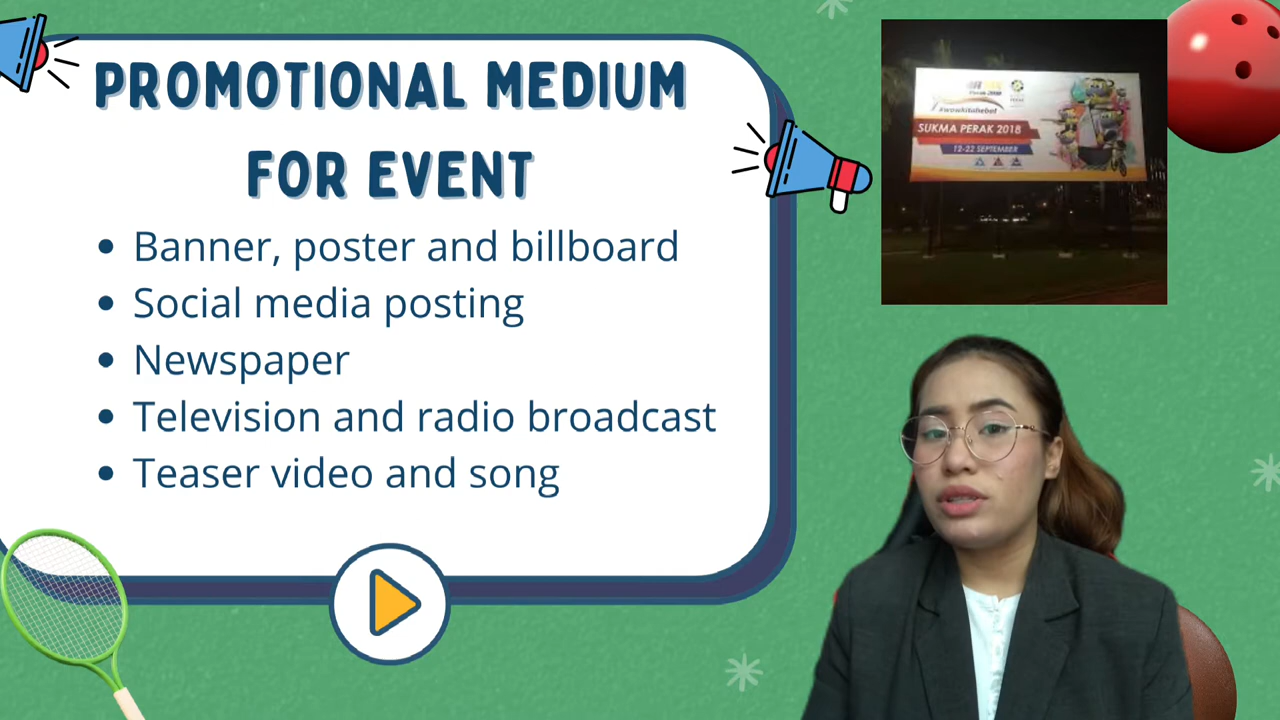 PROMOTIONAL MEDIUM
FOR EVENT
Banner, poster and billboard
Social media posting
Newspaper
Television and radio broadcast
Teaser video and song
SUKMA PERAK 2018
12-22 SEPTEMBER